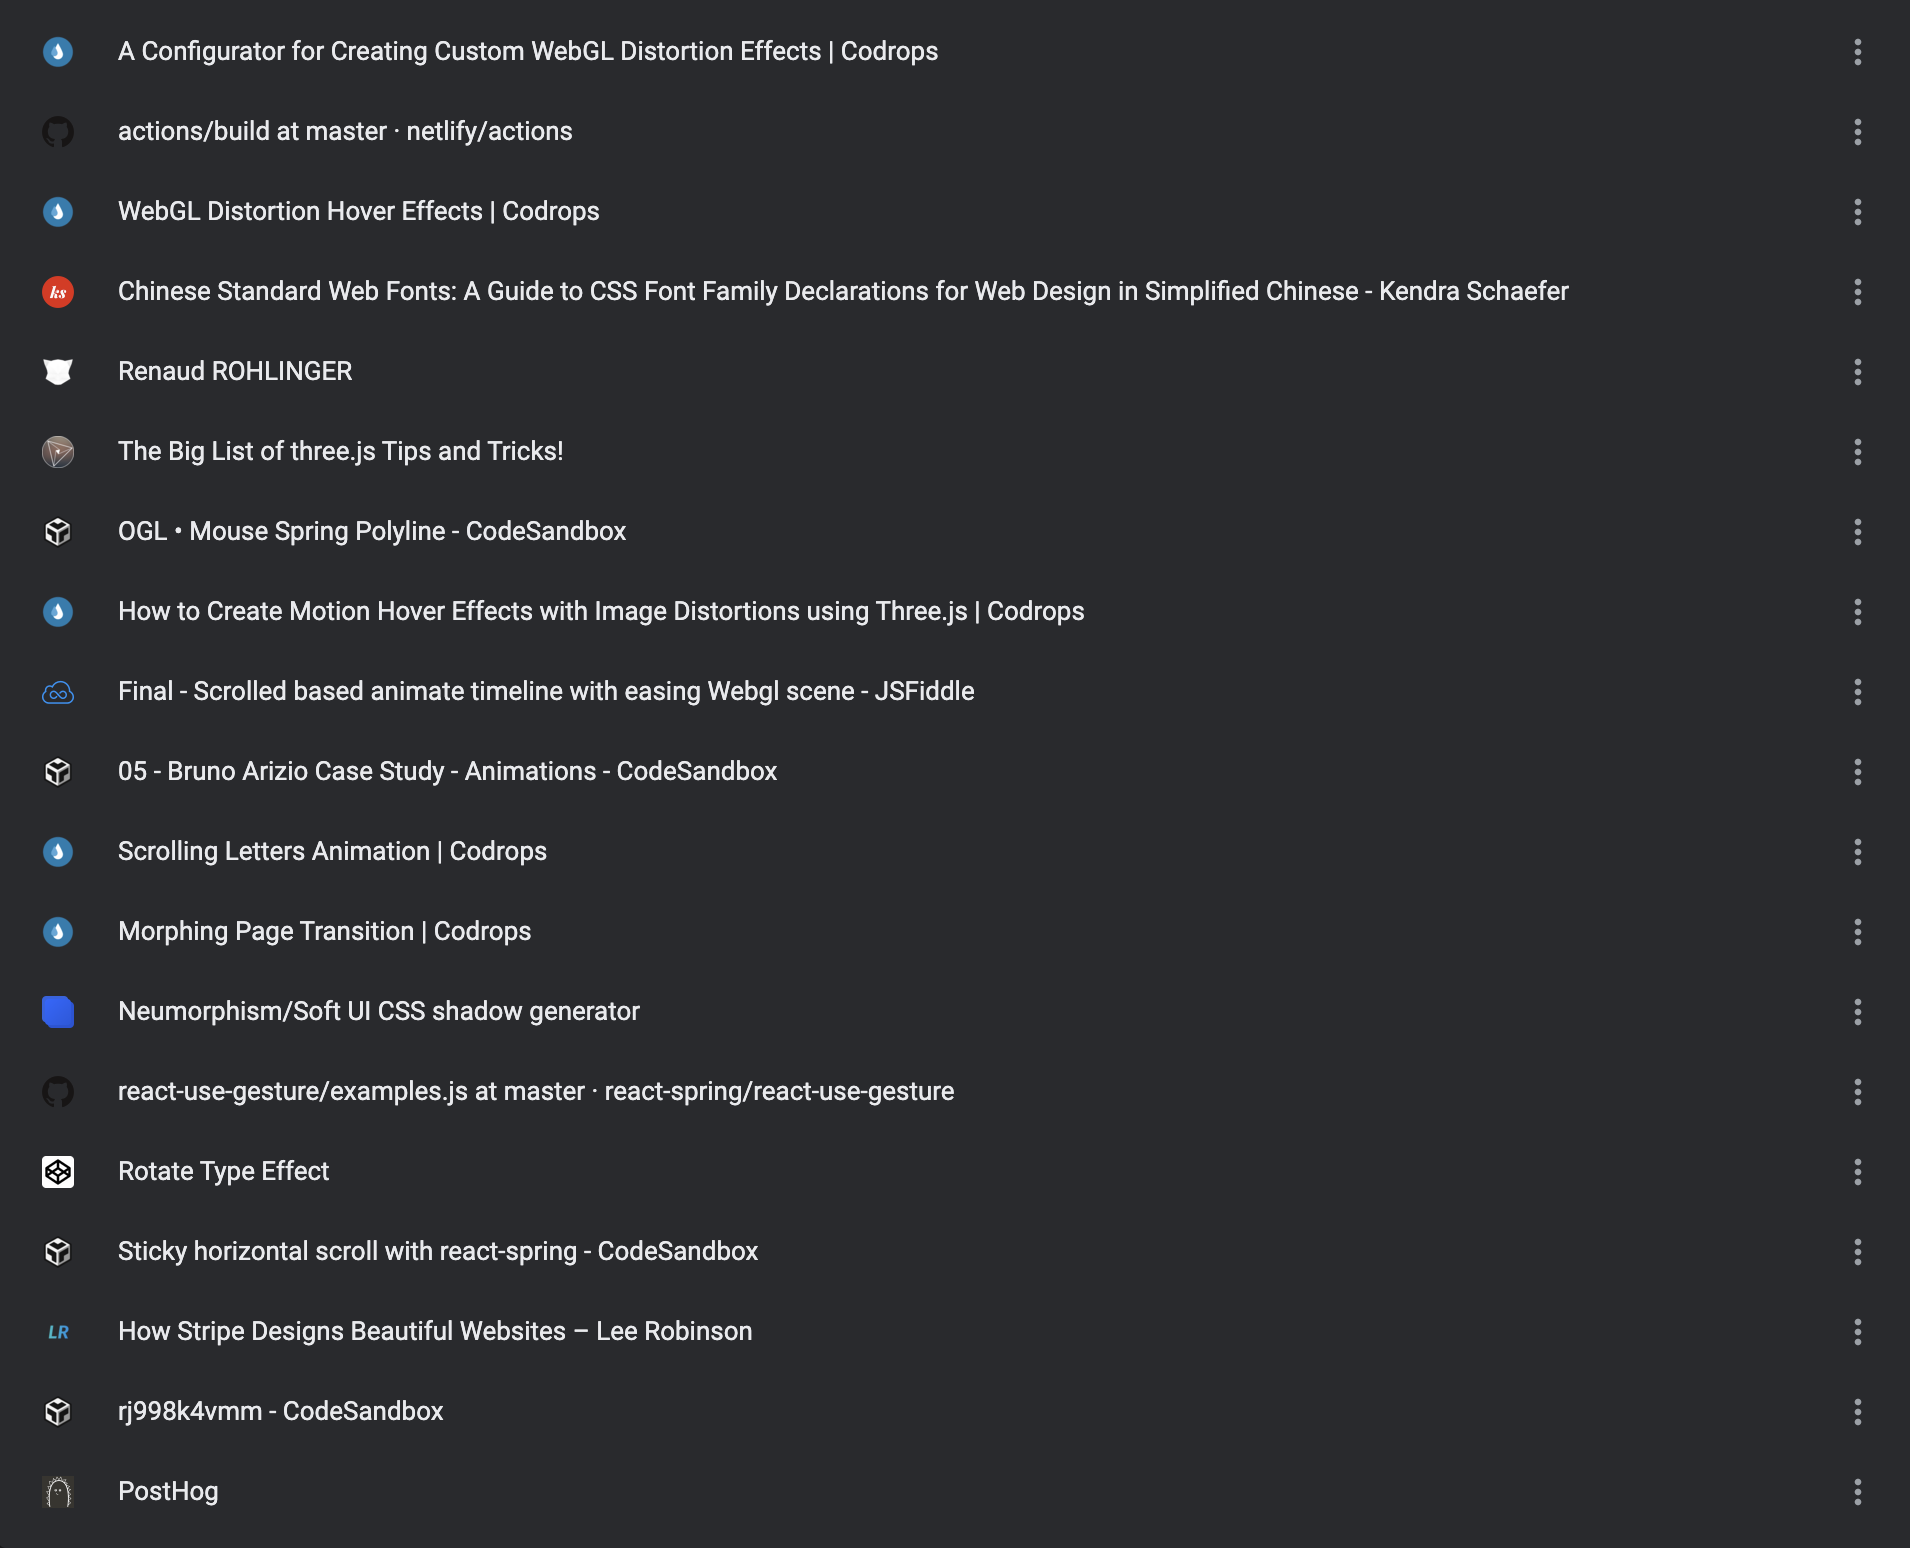 A Configurator for Creating Custom WebGL Distortion Effects | Codrops
actions/build at master · netlify/actions
WebGL Distortion Hover Effects | Codrops
ks
Chinese Standard Web Fonts: A Guide to CSS Font Family Declarations for Web Design in Simplified Chinese - Kendra Schaefer
Renaud ROHLINGER
The Big List of three.js Tips and Tricks!
OGL • Mouse Spring Polyline - CodeSandbox
How to Create Motion Hover Effects with Image Distortions using Three.js | Codrops
Final - Scrolled based animate timeline with easing Webgl scene - JSFiddle
05 - Bruno Arizio Case Study - Animations - CodeSandbox
Scrolling Letters Animation | Codrops
Morphing Page Transition | Codrops
Neumorphism/Soft UI CSS shadow generator
react-use-gesture/examples.js at master · react-spring/react-use-gesture
Rotate Type Effect
Sticky horizontal scroll with react-spring - CodeSandbox
LR
How Stripe Designs Beautiful Websites – Lee Robinson
rj998k4vmm - CodeSandbox
PostHog